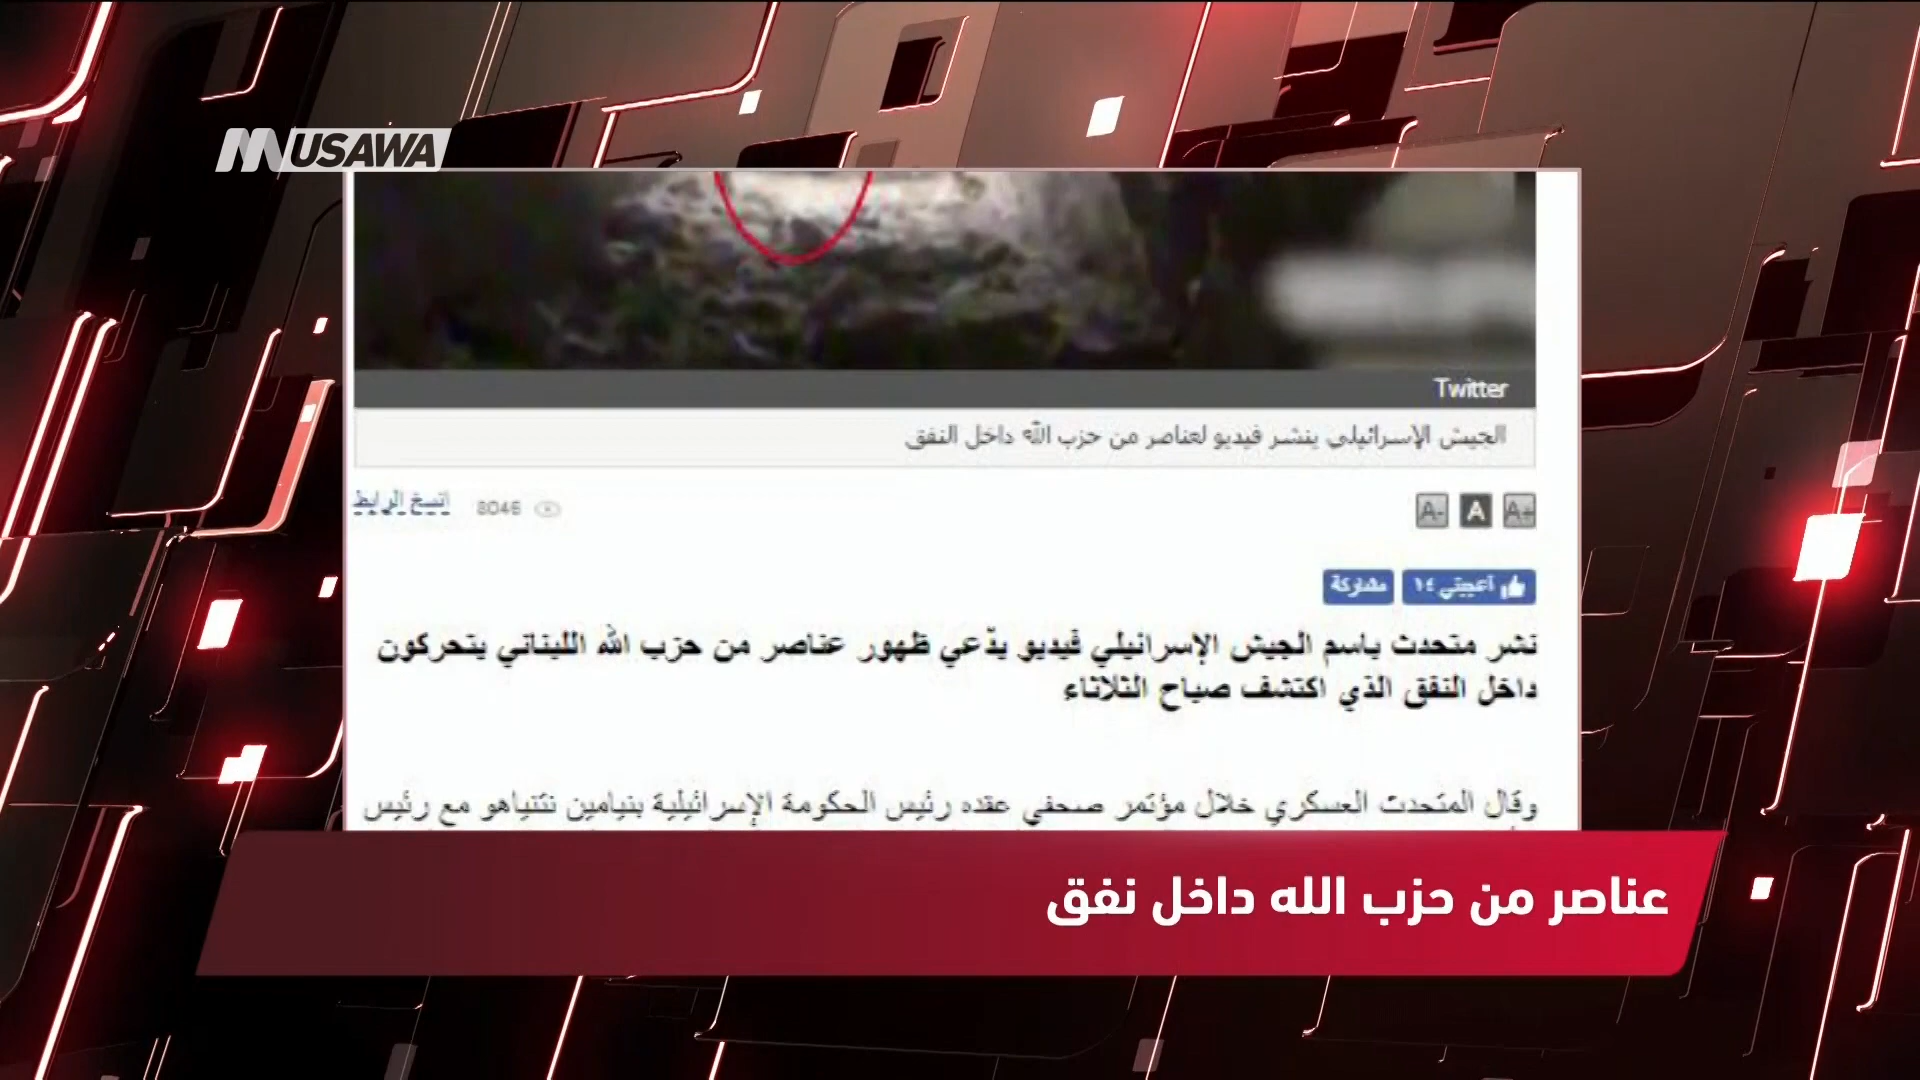 MUSAWA
Twitter
الجيش الإسرائيلي ينشر فيديو لعناصر من حزب الله داخل النفق
A- A A+
8046
انسخ الرابط
أعجبني ١٤ مشاركة
نشر متحدث باسم الجيش الإسرائيلي فيديو يدّعي ظهور عناصر من حزب الله اللبناني يتحركون
داخل النفق الذي اكتشف صباح الثلاثاء
وقال المتحدث العسكري خلال مؤتمر صحفي عقده رئيس الحكومة الإسرائيلية بنيامين نتنياهو مع رئيس
عناصر من حزب الله داخل نفق